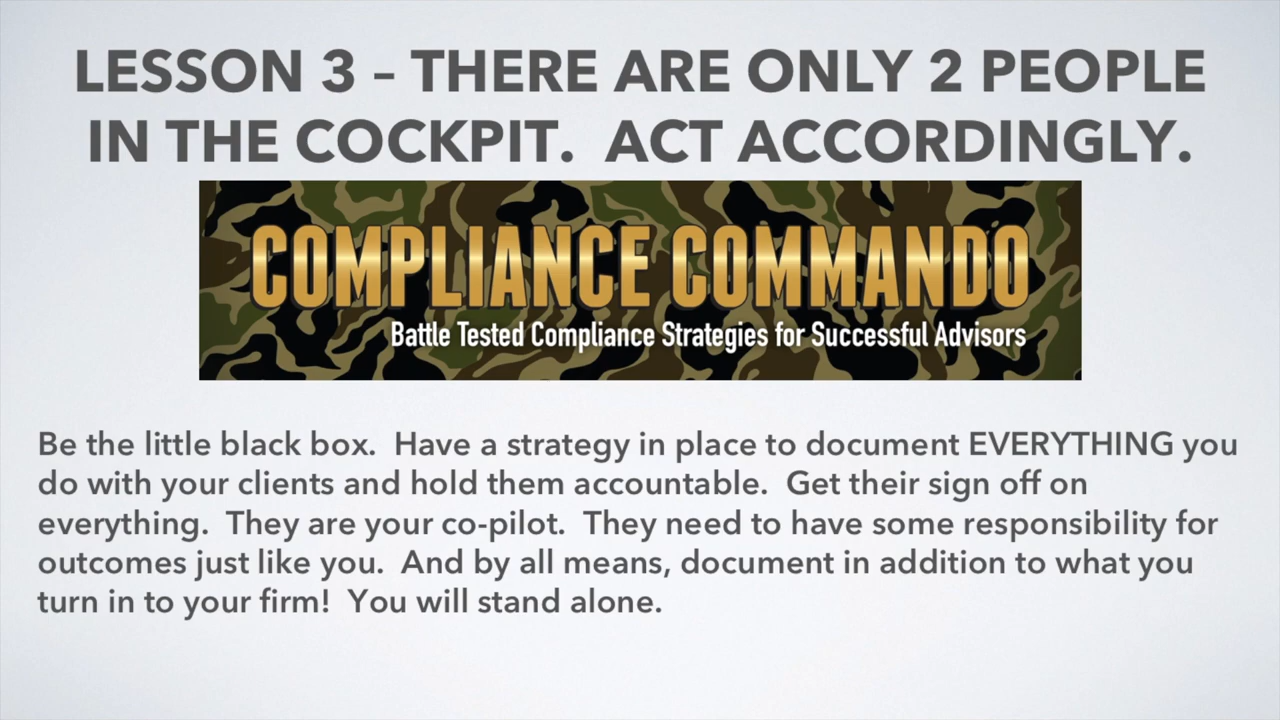 LESSON 3 – THERE ARE ONLY 2 PEOPLE
IN THE COCKPIT.  ACT ACCORDINGLY.
COMPLIANCE COMMANDO
Battle Tested Compliance Strategies for Successful Advisors
Be the little black box.  Have a strategy in place to document EVERYTHING you
do with your clients and hold them accountable.  Get their sign off on
everything.  They are your co-pilot.  They need to have some responsibility for
outcomes just like you.  And by all means, document in addition to what you
turn in to your firm!  You will stand alone.